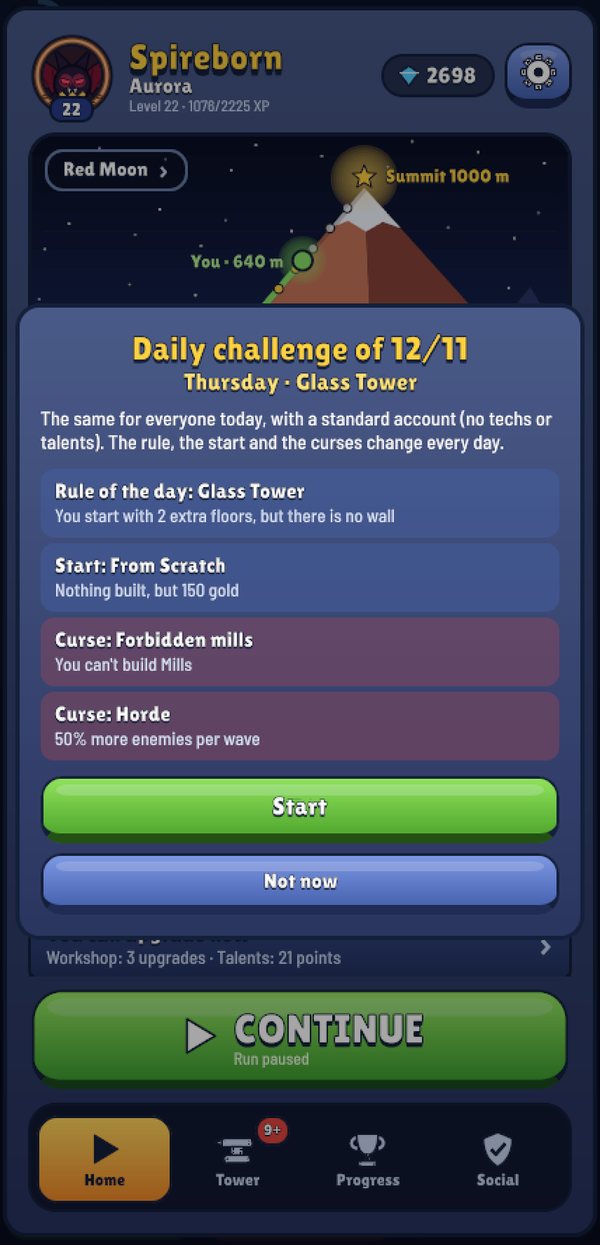 Spireborn
Aurora
Level 22 · 1076/2225 XP
22
2698
Red Moon
Summit 1000 m
You · 640 m
Daily challenge of 12/11
Thursday · Glass Tower
The same for everyone today, with a standard account (no techs or
talents). The rule, the start and the curses change every day.
Rule of the day: Glass Tower
You start with 2 extra floors, but there is no wall
Start: From Scratch
Nothing built, but 150 gold
Curse: Forbidden mills
You can't build Mills
Curse: Horde
50% more enemies per wave
Start
Not now
Workshop: 3 upgrades · Talents: 21 points
CONTINUE
Run paused
9+
Home
Tower
Progress
Social